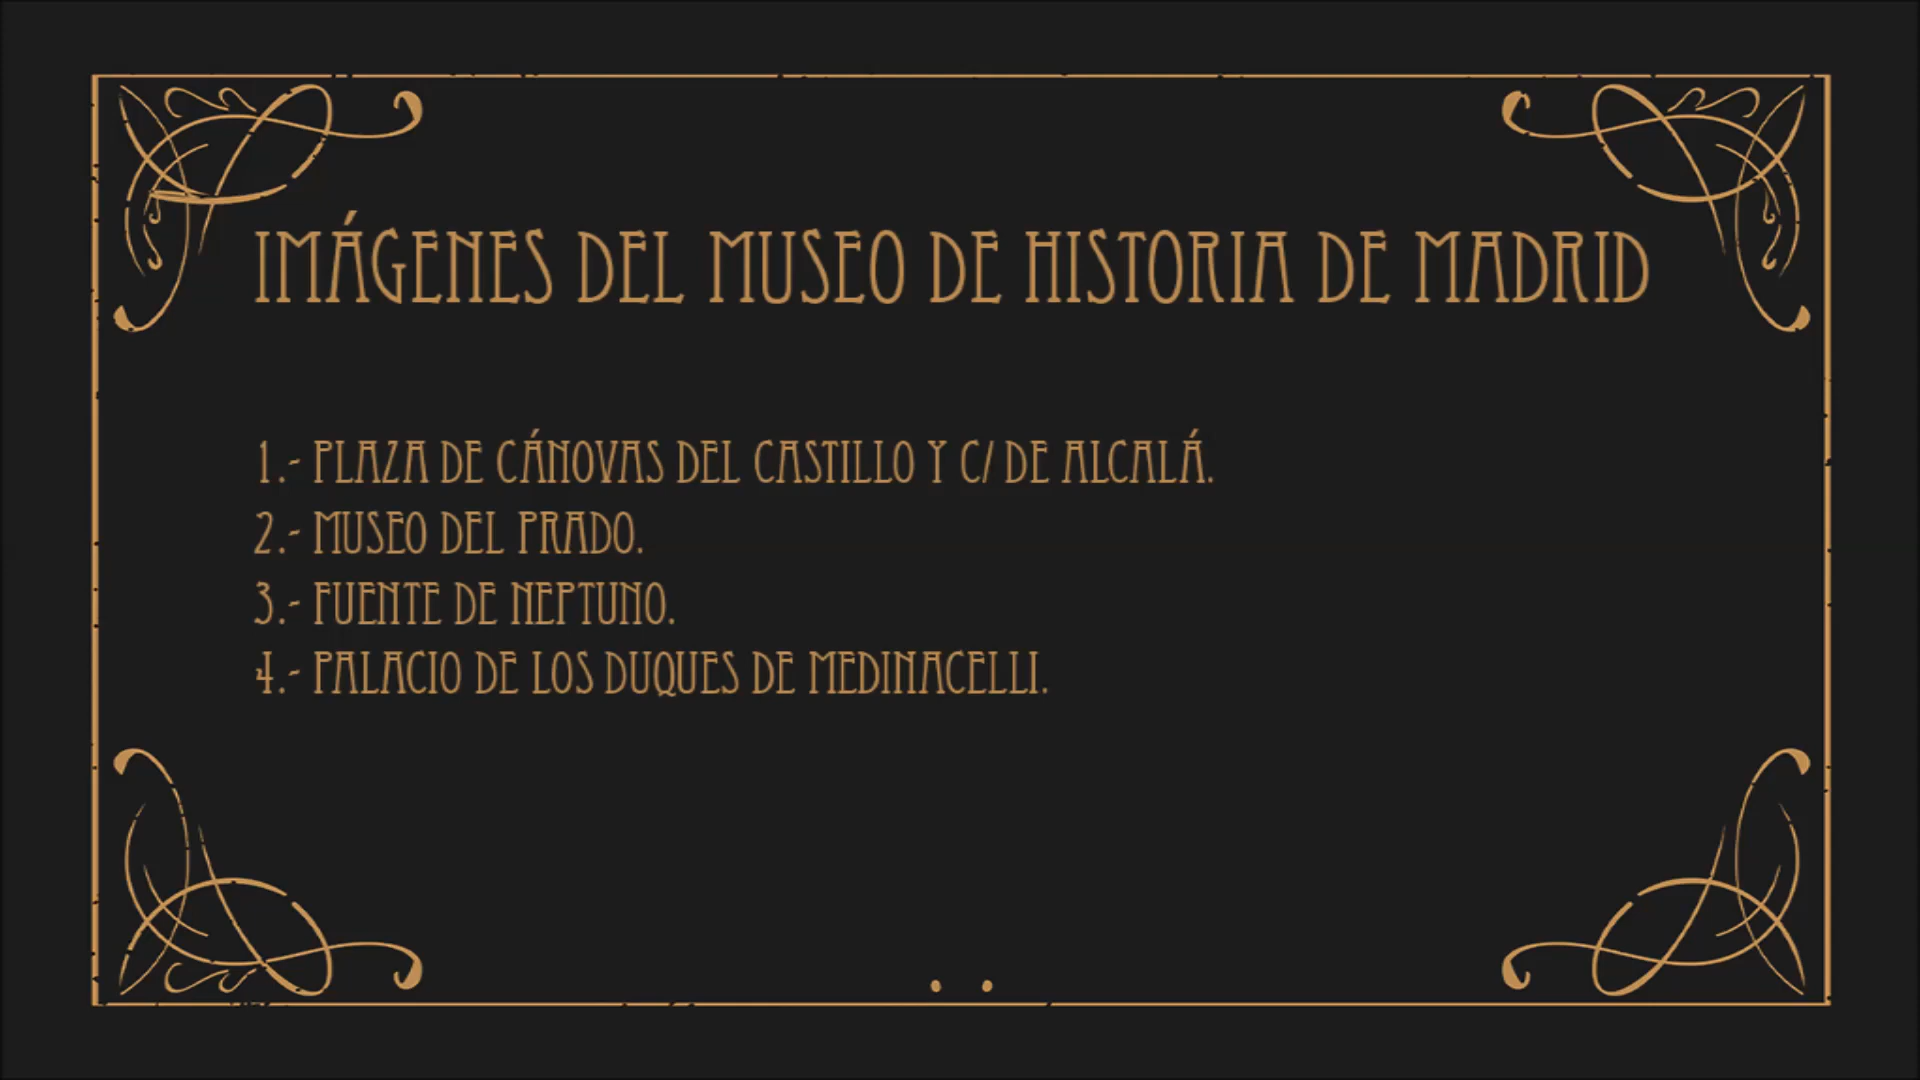 IMÁGENES DEL MUSEO DE HISTORIA DE MADRID
1.- PLAZA DE CÁNOVAS DEL CASTILLO Y C/ DE ALCALÁ.
2.- MUSEO DEL PRADO.
3.- FUENTE DE NEPTUNO.
4.- PALACIO DE LOS DUQUES DE MEDINACELLI.